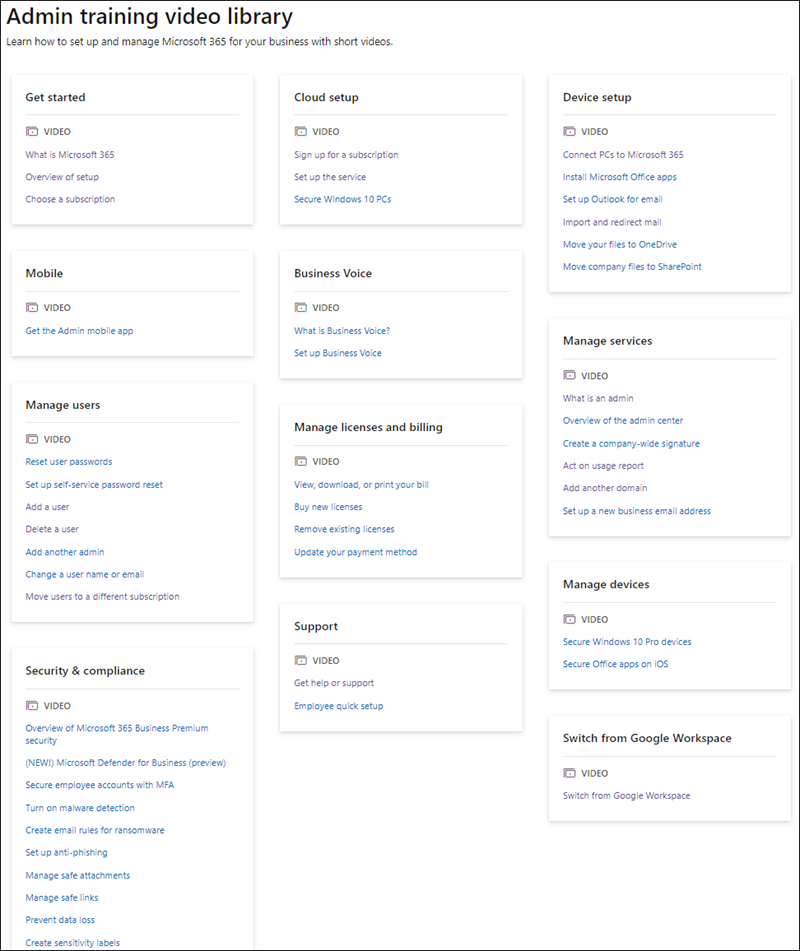 Admin training video library
Learn how to set up and manage Microsoft 365 for your business with short videos.
Get started
VIDEO
What is Microsoft 365
Overview of setup
Choose a subscription
Mobile
VIDEO
Get the Admin mobile app
Manage users
VIDEO
Reset user passwords
Set up self-service password reset
Add a user
Delete a user
Add another admin
Change a user name or email
Move users to a different subscription
Security & compliance
VIDEO
Overview of Microsoft 365 Business Premium
security
(NEW!) Microsoft Defender for Business (preview)
Secure employee accounts with MFA
Turn on malware detection
Create email rules for ransomware
Set up anti-phishing
Manage safe attachments
Manage safe links
Prevent data loss
Create sensitivity labels
Cloud setup
VIDEO
Sign up for a subscription
Set up the service
Secure Windows 10 PCs
Business Voice
VIDEO
What is Business Voice?
Set up Business Voice
Manage licenses and billing
VIDEO
View, download, or print your bill
Buy new licenses
Remove existing licenses
Update your payment method
Support
VIDEO
Get help or support
Employee quick setup
Device setup
VIDEO
Connect PCs to Microsoft 365
Install Microsoft Office apps
Set up Outlook for email
Import and redirect mail
Move your files to OneDrive
Move company files to SharePoint
Manage services
VIDEO
What is an admin
Overview of the admin center
Create a company-wide signature
Act on usage report
Add another domain
Set up a new business email address
Manage devices
VIDEO
Secure Windows 10 Pro devices
Secure Office apps on iOS
Switch from Google Workspace
VIDEO
Switch from Google Workspace